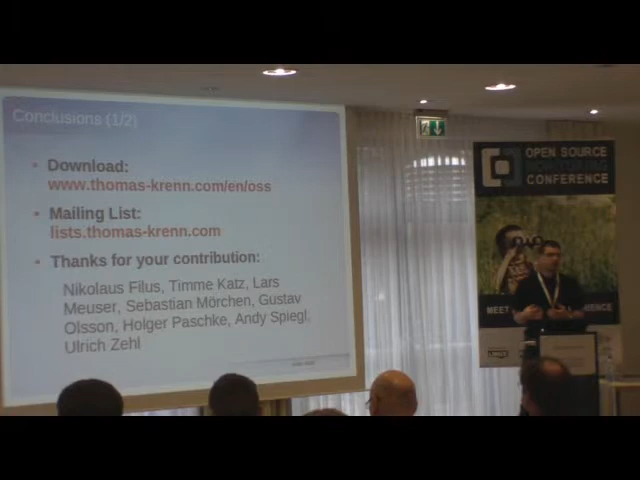 Conclusions (1/2)
Download:
www.thomas-krenn.com/en/oss
Mailing List:
lists.thomas-krenn.com
Thanks for your contribution:
Nikolaus Filus, Timme Katz, Lars
Meuser, Sebastian Mörchen, Gustav
Olsson, Holger Paschke, Andy Spiegl,
Ulrich Zehl
OPEN SOURCE
MONITORING
CONFERENCE
MEET